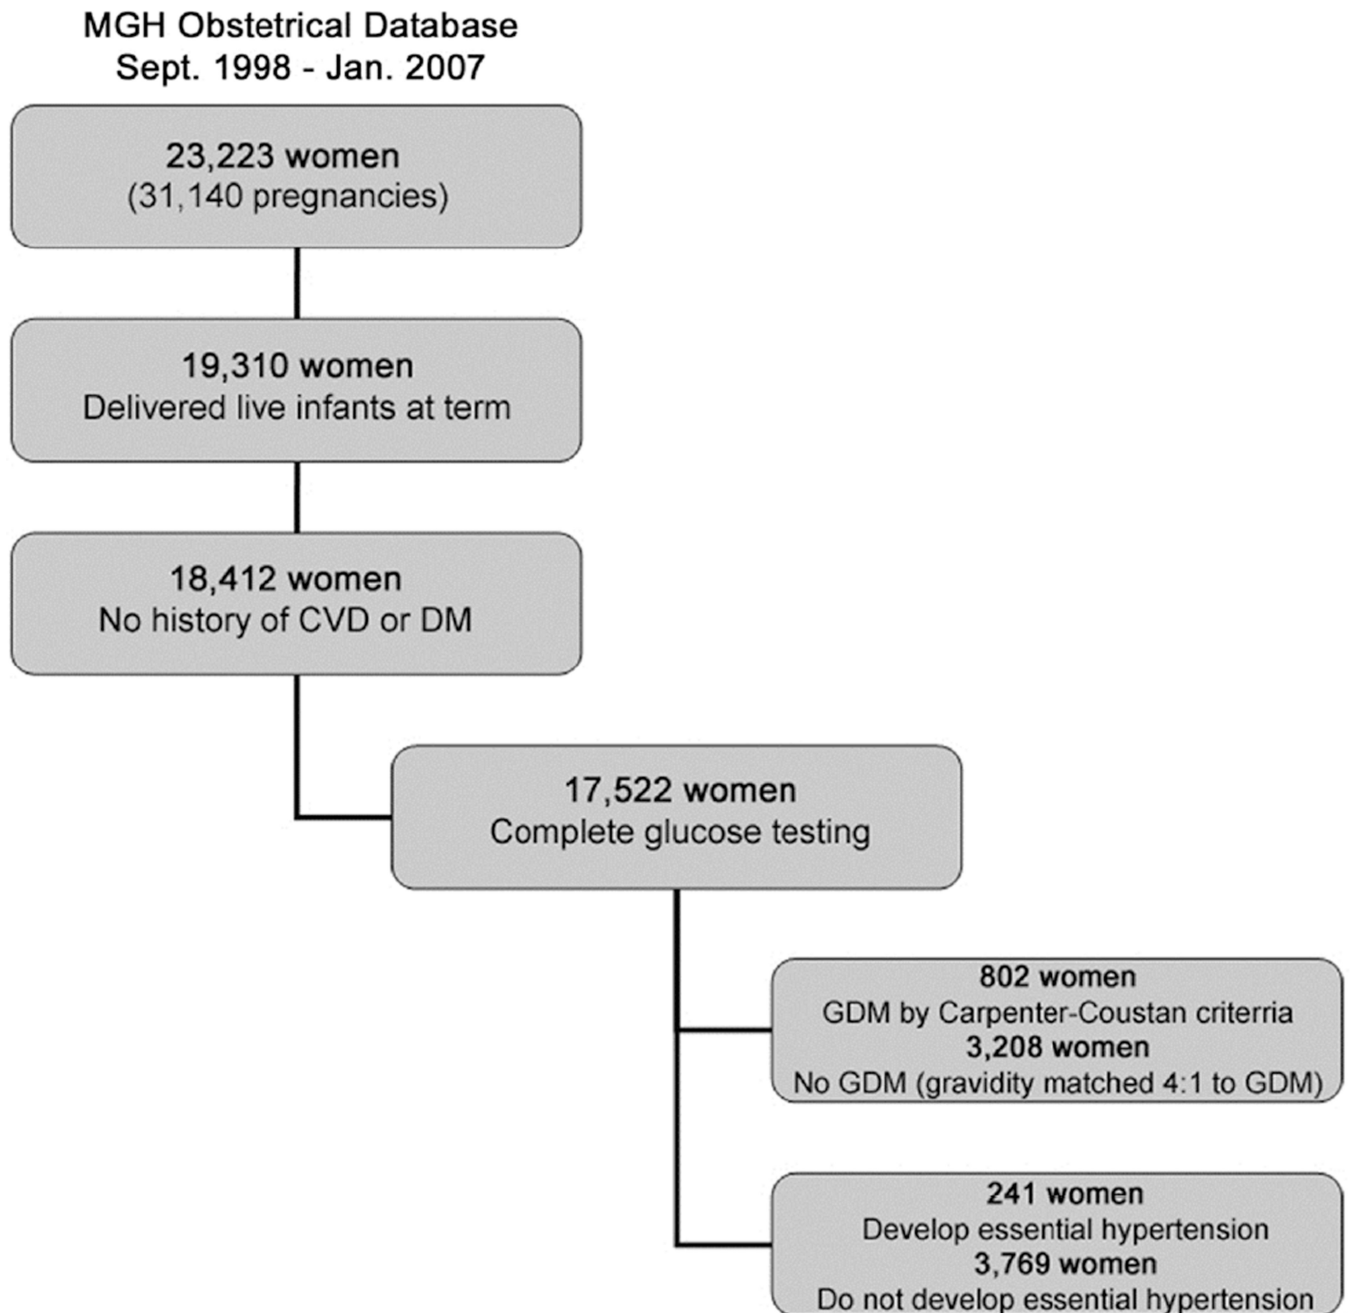 MGH Obstetrical Database
Sept. 1998 - Jan. 2007
23,223 women
(31,140 pregnancies)
19,310 women
Delivered live infants at term
18,412 women
No history of CVD or DM
17,522 women
Complete glucose testing
802 women
GDM by Carpenter-Coustan criterria
3,208 women
No GDM (gravidity matched 4:1 to GDM)
241 women
Develop essential hypertension
3,769 women
Do not develop essential hypertension